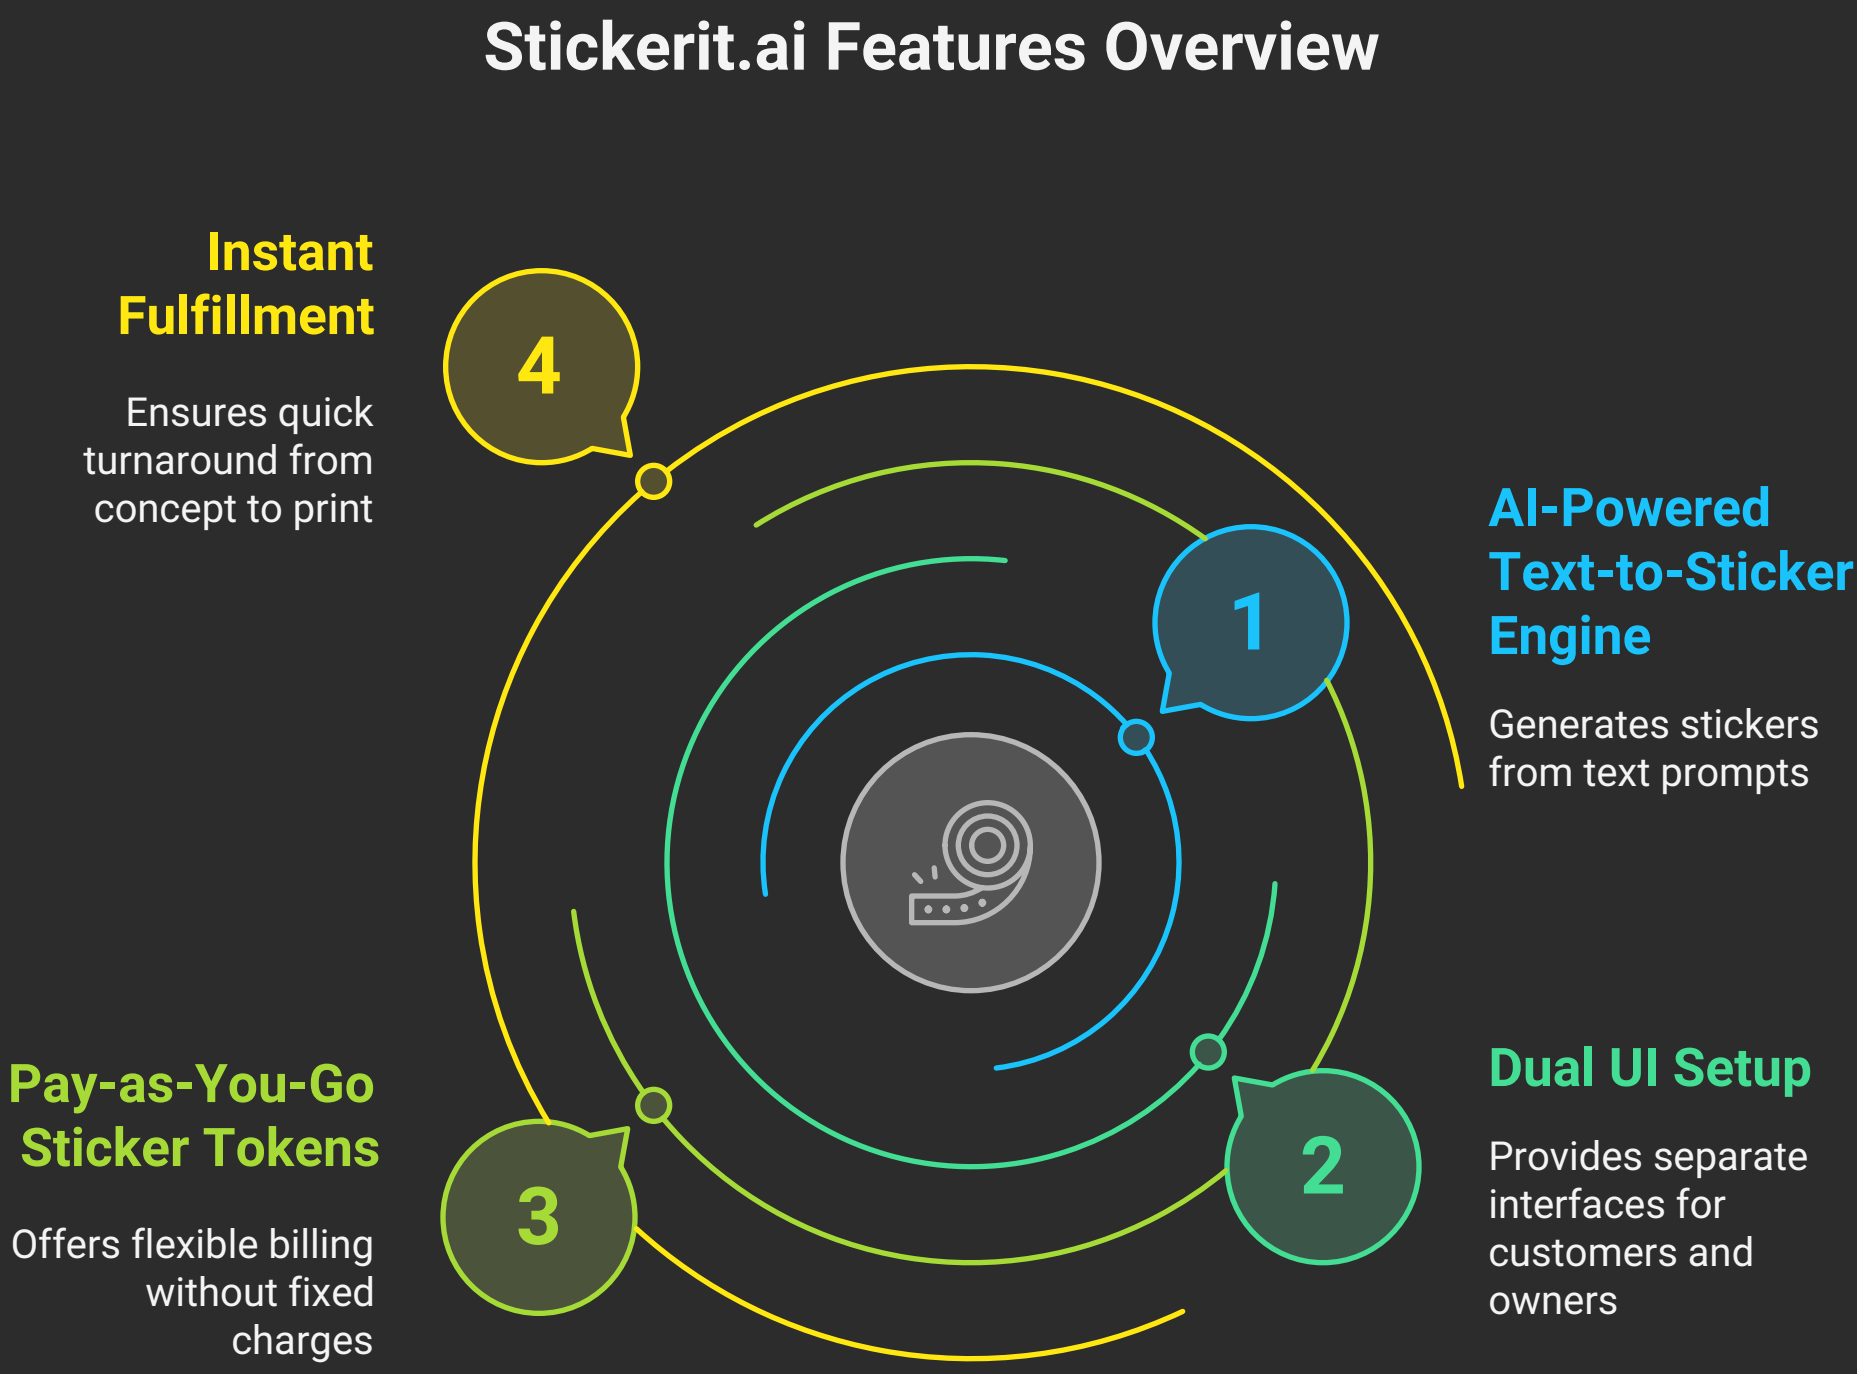 Stickerit.ai Features Overview
Instant
Fulfillment
Ensures quick
turnaround from
concept to print
4
1
AI-Powered
Text-to-Sticker
Engine
Generates stickers
from text prompts
Pay-as-You-Go
Sticker Tokens
Offers flexible billing
without fixed
charges
3
2
Dual UI Setup
Provides separate
interfaces for
customers and
owners